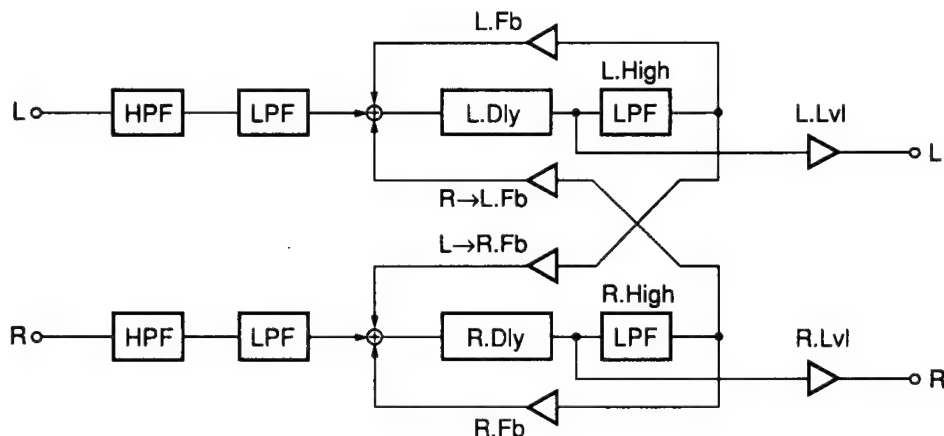 L.Fb
L.High
L HPF LPF L.Dly LPF
L.Lvl
L
R→L.Fb
L→R.Fb
R.High
R HPF LPF R.Dly LPF
R.Lvl
R
R.Fb